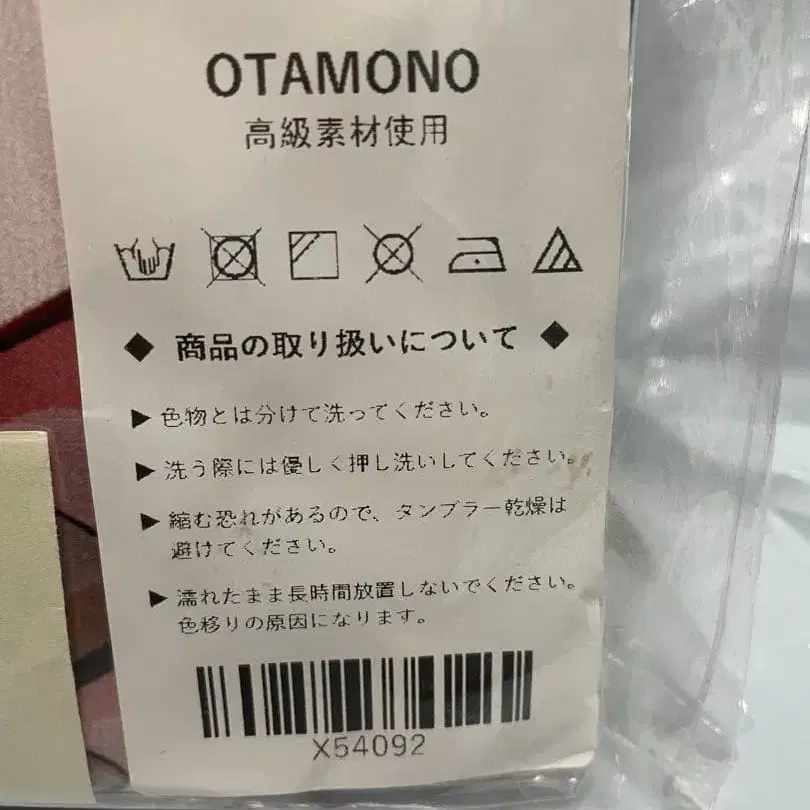 OTAMONO
高級素材使用
◆ 商品の取り扱いについて ◆
▶ 色物とは分けて洗ってください。
▶ 洗う際には優しく押し洗いしてください。
▶ 縮む恐れがあるので、タンブラー乾燥は
避けてください。
▶ 濡れたまま長時間放置しないでください。
色移りの原因になります。
X54092